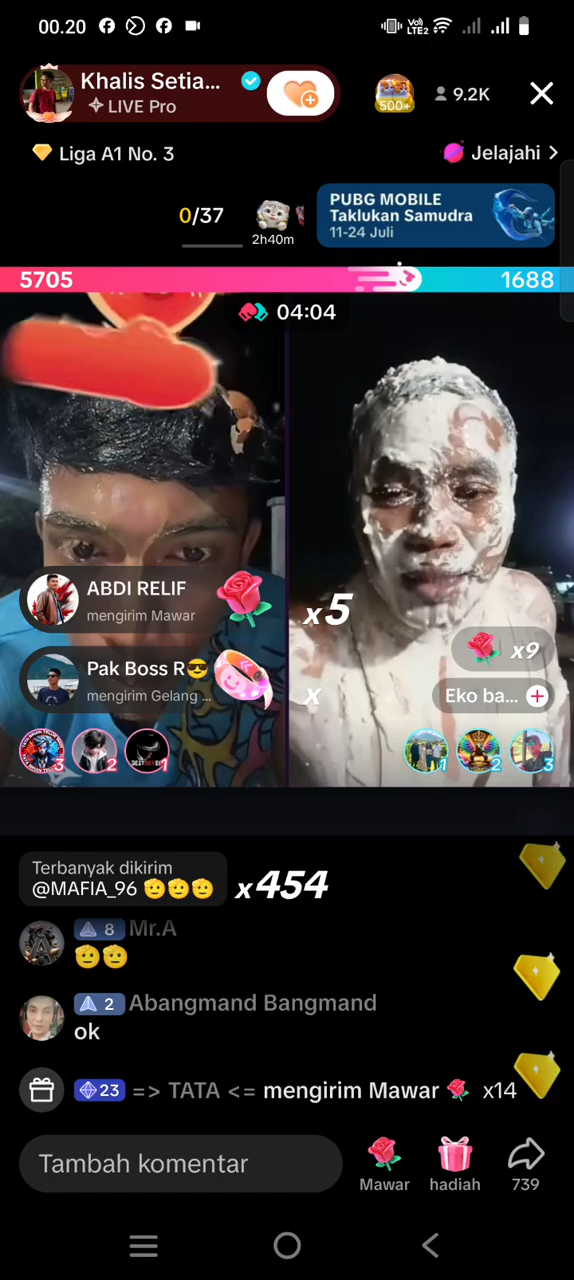 00.20
Vo)
LTE2
Khalis Setia...
LIVE Pro
500+
9.2K
Liga A1 No. 3
Jelajahi >
0/37
2h40m
PUBG MOBILE
Taklukan Samudra
11-24 Juli
5705
1688
04:04
ABDI RELIF
mengirim Mawar
x5
x9
Pak Boss R😎
mengirim Gelang ...
x
Eko ba...
3
2
1
1
2
3
Terbanyak dikirim
@MAFIA_96 🫡🫡🫡
x454
8 Mr.A
🫡🫡
2 Abangmand Bangmand
ok
23 => TATA <= mengirim Mawar 🌹 x14
Tambah komentar
Mawar
hadiah
739